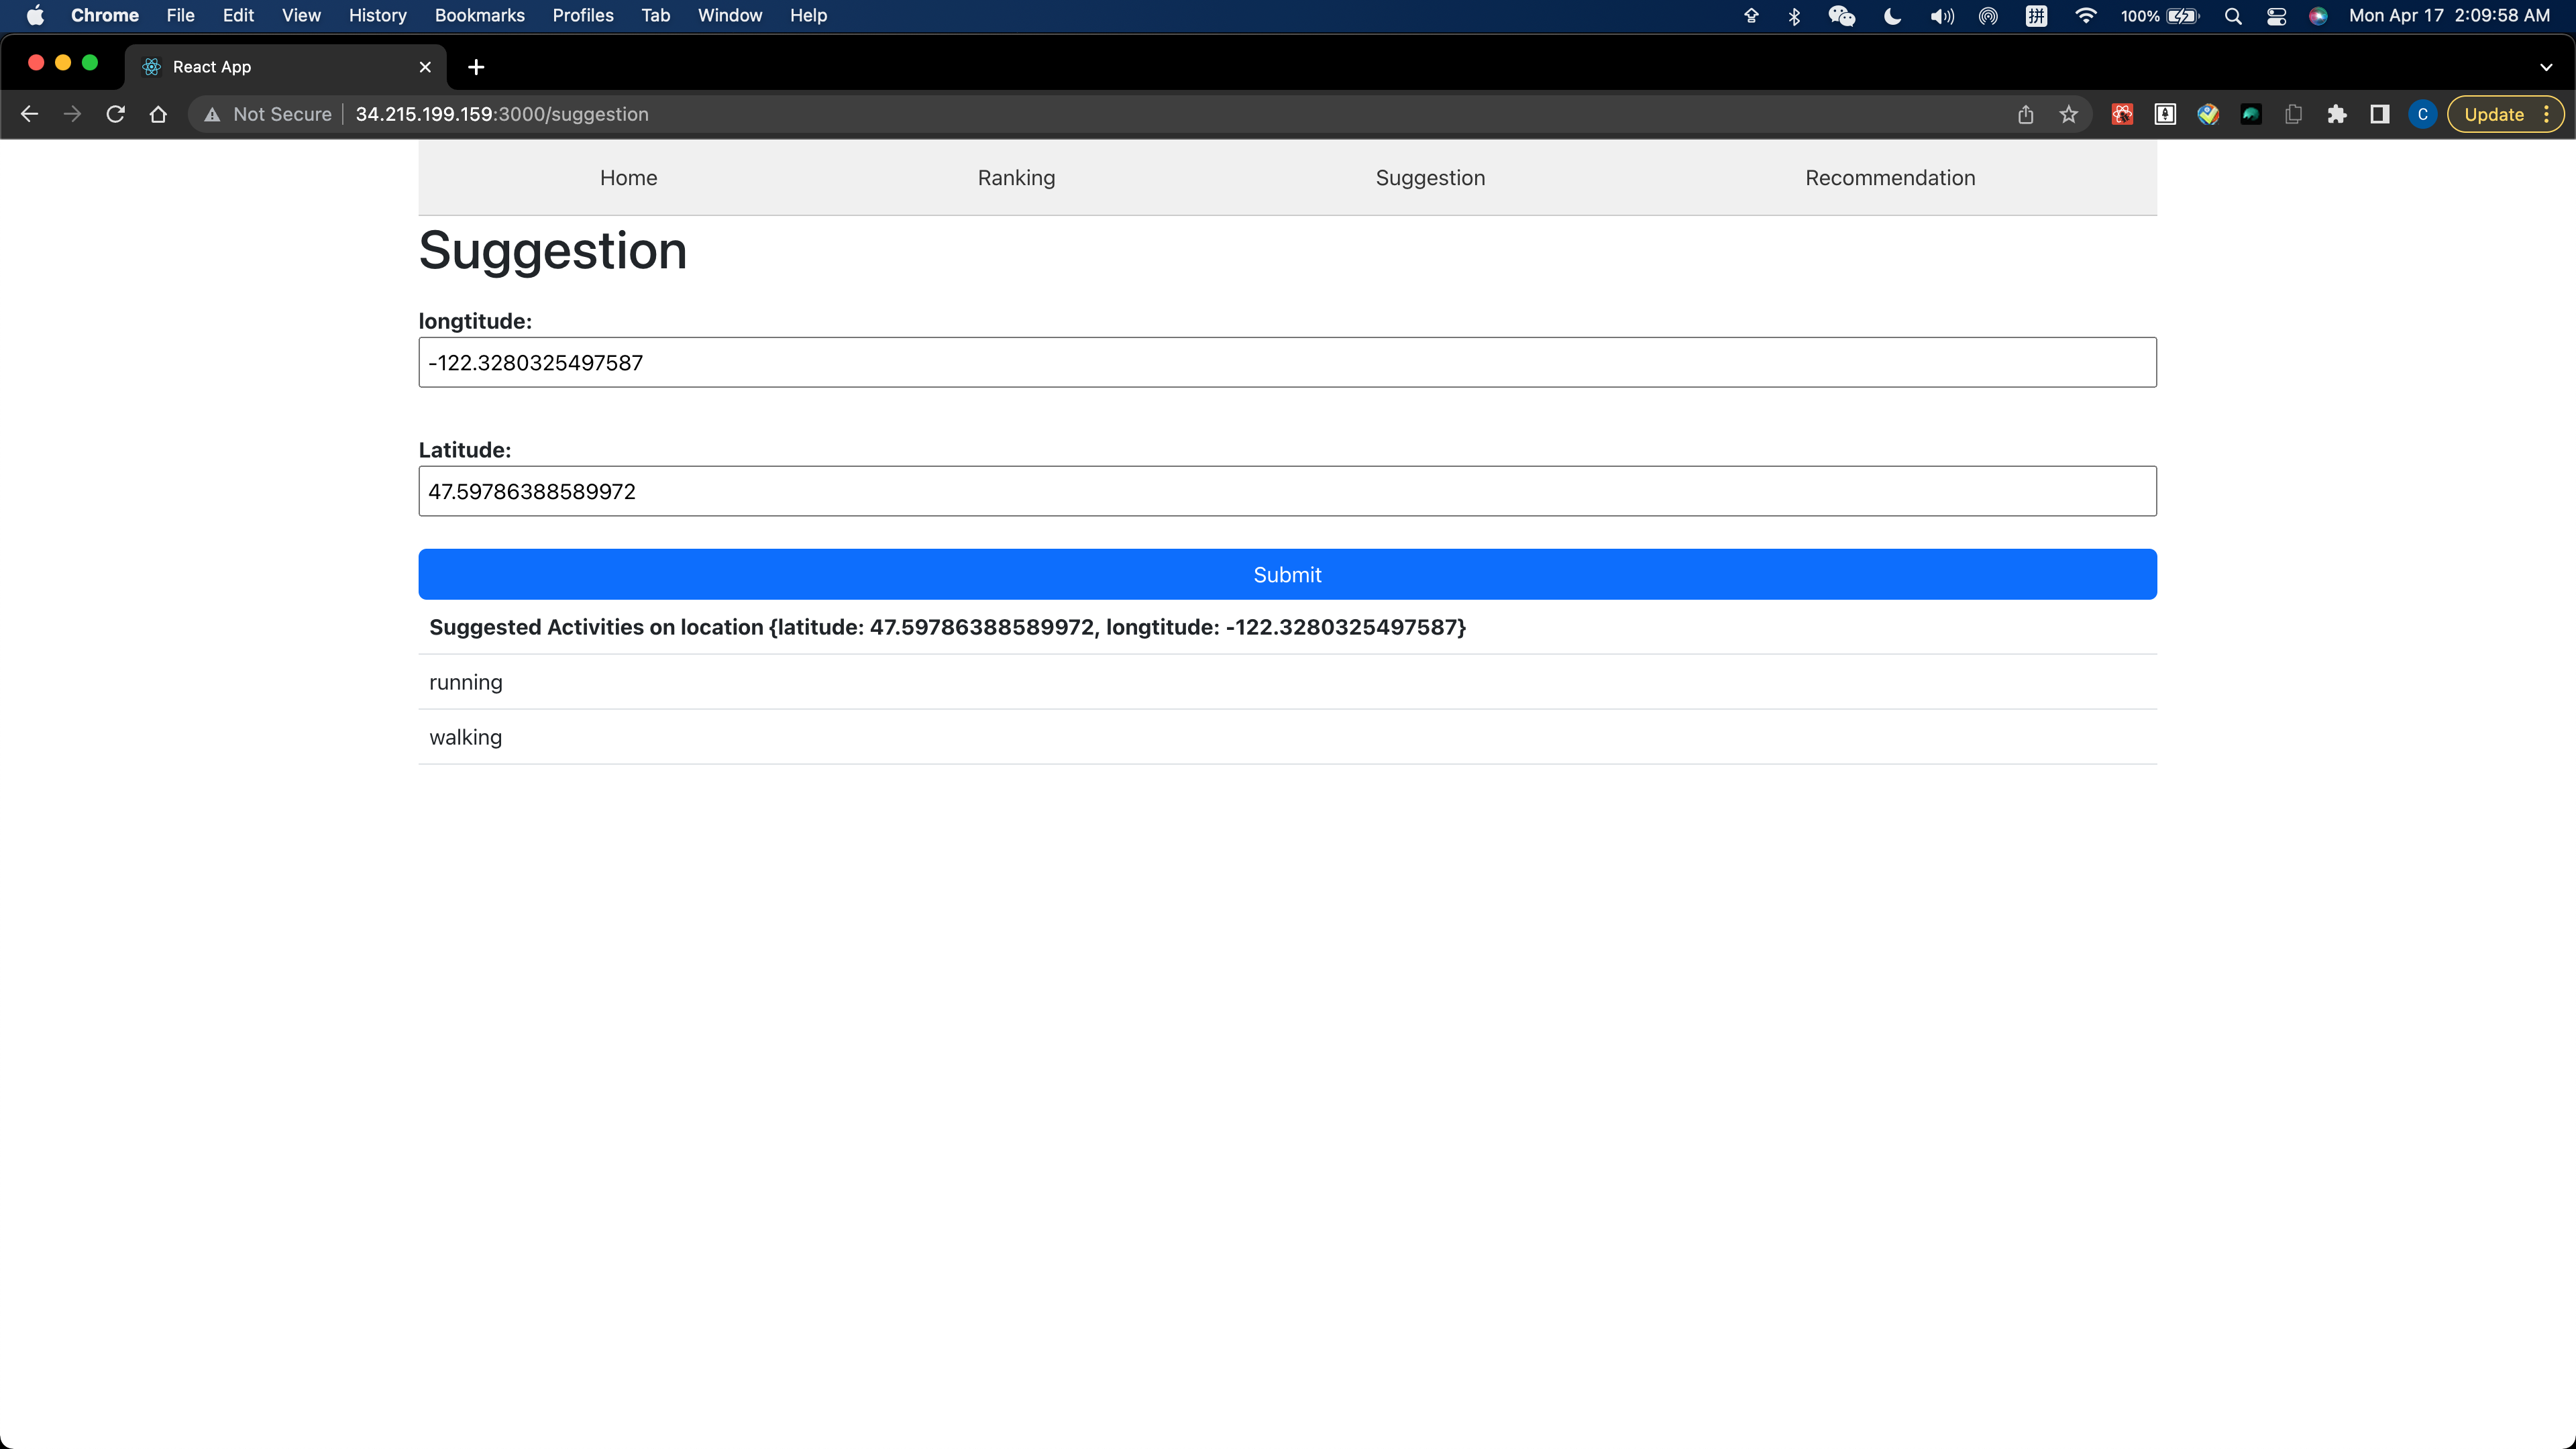 Chrome File Edit View History Bookmarks Profiles Tab Window Help 拼 100% Mon Apr 17 2:09:58 AM
React App
Not Secure 34.215.199.159:3000/suggestion C Update
Home Ranking Suggestion Recommendation
Suggestion
longtitude:
-122.3280325497587
Latitude:
47.59786388589972
Submit
Suggested Activities on location {latitude: 47.59786388589972, longtitude: -122.3280325497587}
running
walking